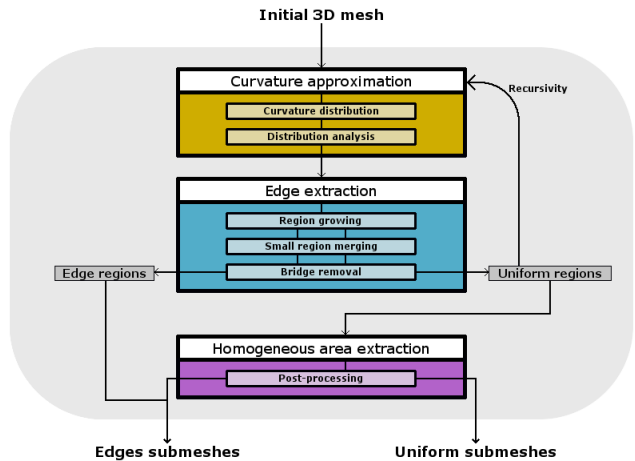 Initial 3D mesh
Curvature approximation
Recursivity
Curvature distribution
Distribution analysis
Edge extraction
Region growing
Small region merging
Edge regions
Bridge removal
Uniform regions
Homogeneous area extraction
Post-processing
Edges submeshes
Uniform submeshes